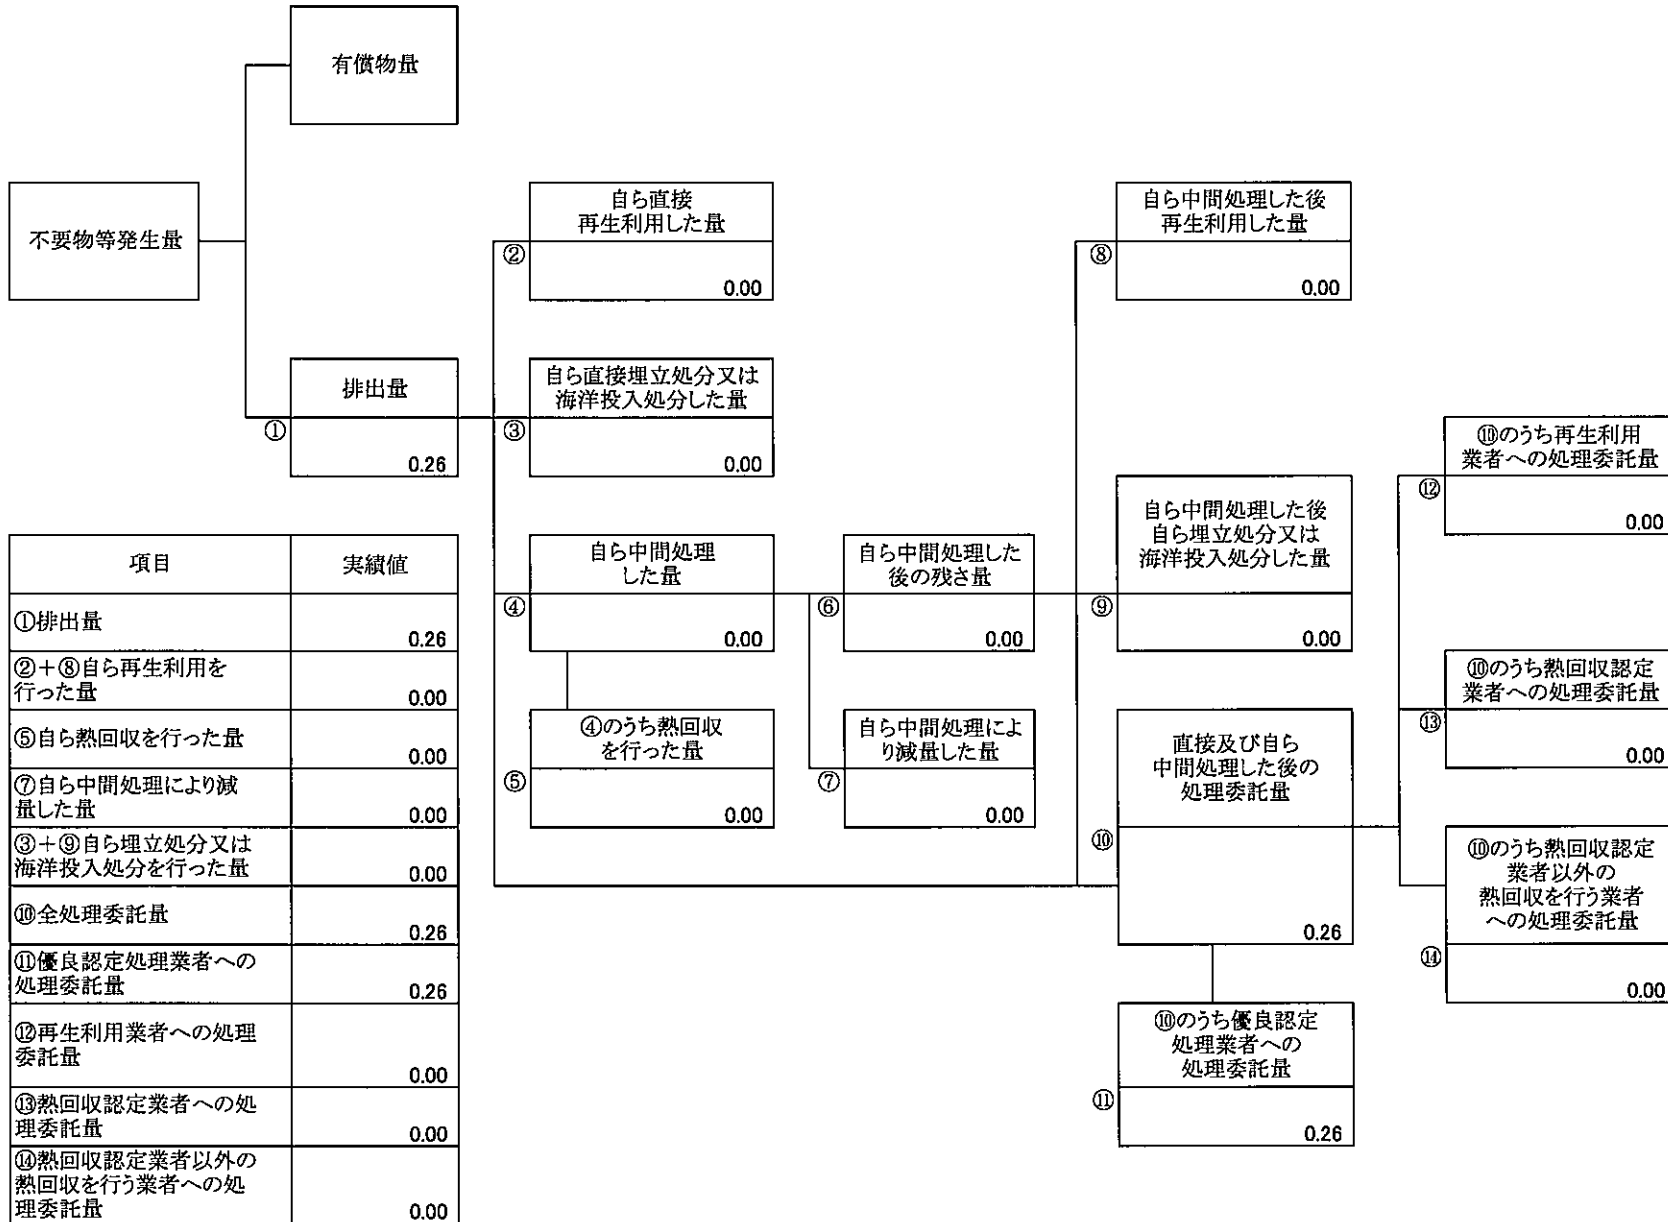 有償物量
不要物等発生量
排出量
①
0.26
自ら直接
再生利用した量
②
0.00
自ら直接埋立処分又は
海洋投入処分した量
③
0.00
自ら中間処理
した量
④
0.00
④のうち熱回収
を行った量
⑤
0.00
自ら中間処理した
後の残さ量
⑥
0.00
自ら中間処理によ
り減量した量
⑦
0.00
自ら中間処理した後
再生利用した量
⑧
0.00
自ら中間処理した後
自ら埋立処分又は
海洋投入処分した量
⑨
0.00
直接及び自ら
中間処理した後の
処理委託量
⑩
0.26
⑩のうち優良認定
処理業者への
処理委託量
⑪
0.26
⑩のうち再生利用
業者への処理委託量
⑫
0.00
⑩のうち熱回収認定
業者への処理委託量
⑬
0.00
⑩のうち熱回収認定
業者以外の
熱回収を行う業者
への処理委託量
⑭
0.00
項目 実績値
①排出量
0.26
②+⑧自ら再生利用を
行った量
0.00
⑤自ら熱回収を行った量
0.00
⑦自ら中間処理により減
量した量
0.00
③+⑨自ら埋立処分又は
海洋投入処分を行った量
0.00
⑩全処理委託量
0.26
⑪優良認定処理業者への
処理委託量
0.26
⑫再生利用業者への処理
委託量
0.00
⑬熱回収認定業者への処
理委託量
0.00
⑭熱回収認定業者以外の
熱回収を行う業者への処
理委託量
0.00